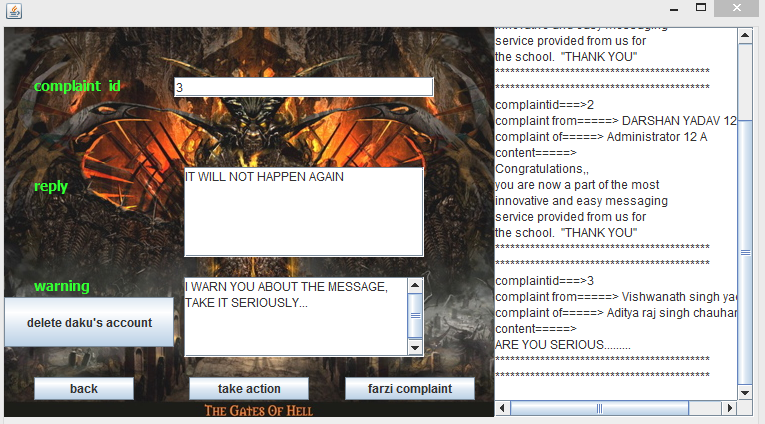 complaint id
3
reply
IT WILL NOT HAPPEN AGAIN
warning
I WARN YOU ABOUT THE MESSAGE,
TAKE IT SERIOUSLY...
delete daku's account
back
take action
farzi complaint
THE GATES OF HELL
innovative and easy messaging
service provided from us for
the school. "THANK YOU"
******************************************
******************************************
complaintid===>2
complaint from=====> DARSHAN YADAV 12
complaint of=====> Administrator 12 A
content=====>
Congratulations,,
you are now a part of the most
innovative and easy messaging
service provided from us for
the school. "THANK YOU"
******************************************
******************************************
complaintid===>3
complaint from=====> Vishwanath singh
complaint of=====> Aditya raj singh chauhan
content=====>
ARE YOU SERIOUS.........
******************************************
******************************************